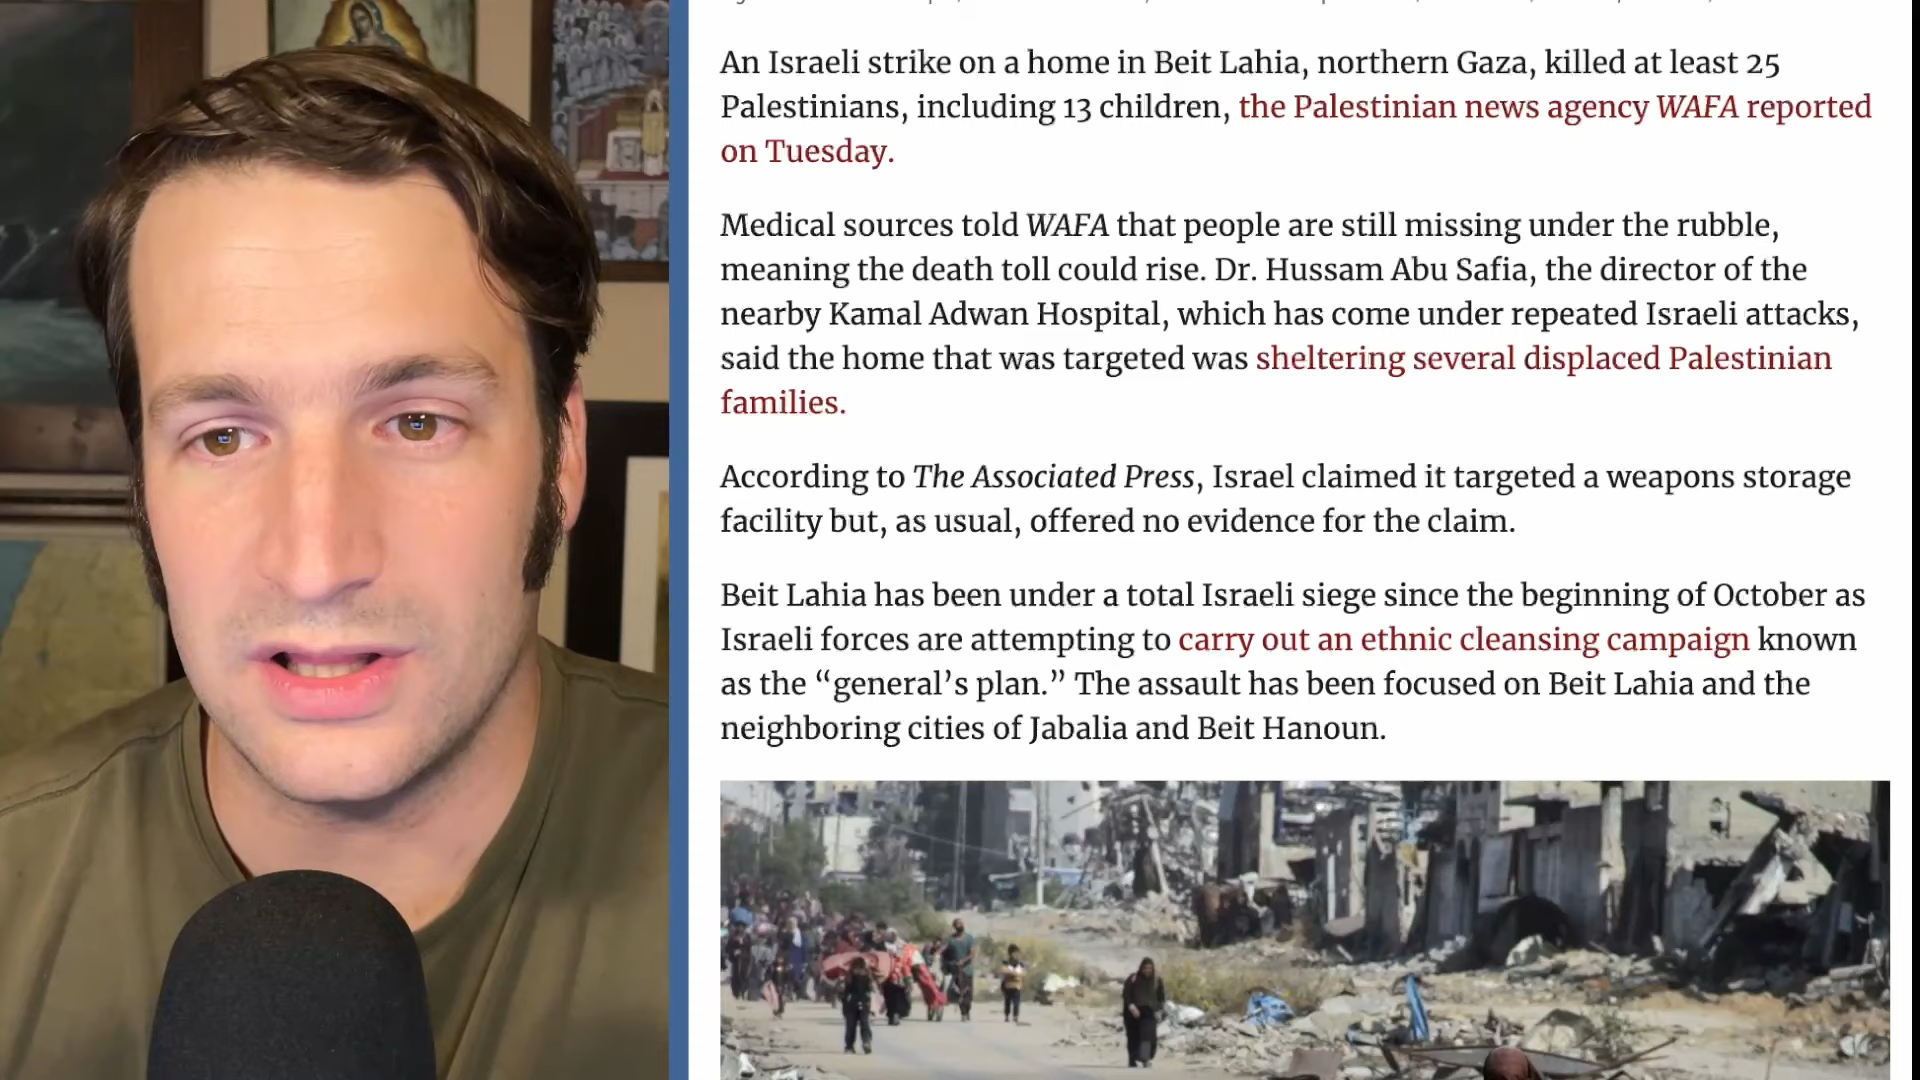 An Israeli strike on a home in Beit Lahia, northern Gaza, killed at least 25
Palestinians, including 13 children, the Palestinian news agency WAFA reported
on Tuesday.
Medical sources told WAFA that people are still missing under the rubble,
meaning the death toll could rise. Dr. Hussam Abu Safia, the director of the
nearby Kamal Adwan Hospital, which has come under repeated Israeli attacks,
said the home that was targeted was sheltering several displaced Palestinian
families.
According to The Associated Press, Israel claimed it targeted a weapons storage
facility but, as usual, offered no evidence for the claim.
Beit Lahia has been under a total Israeli siege since the beginning of October as
Israeli forces are attempting to carry out an ethnic cleansing campaign known
as the “general’s plan.” The assault has been focused on Beit Lahia and the
neighboring cities of Jabalia and Beit Hanoun.